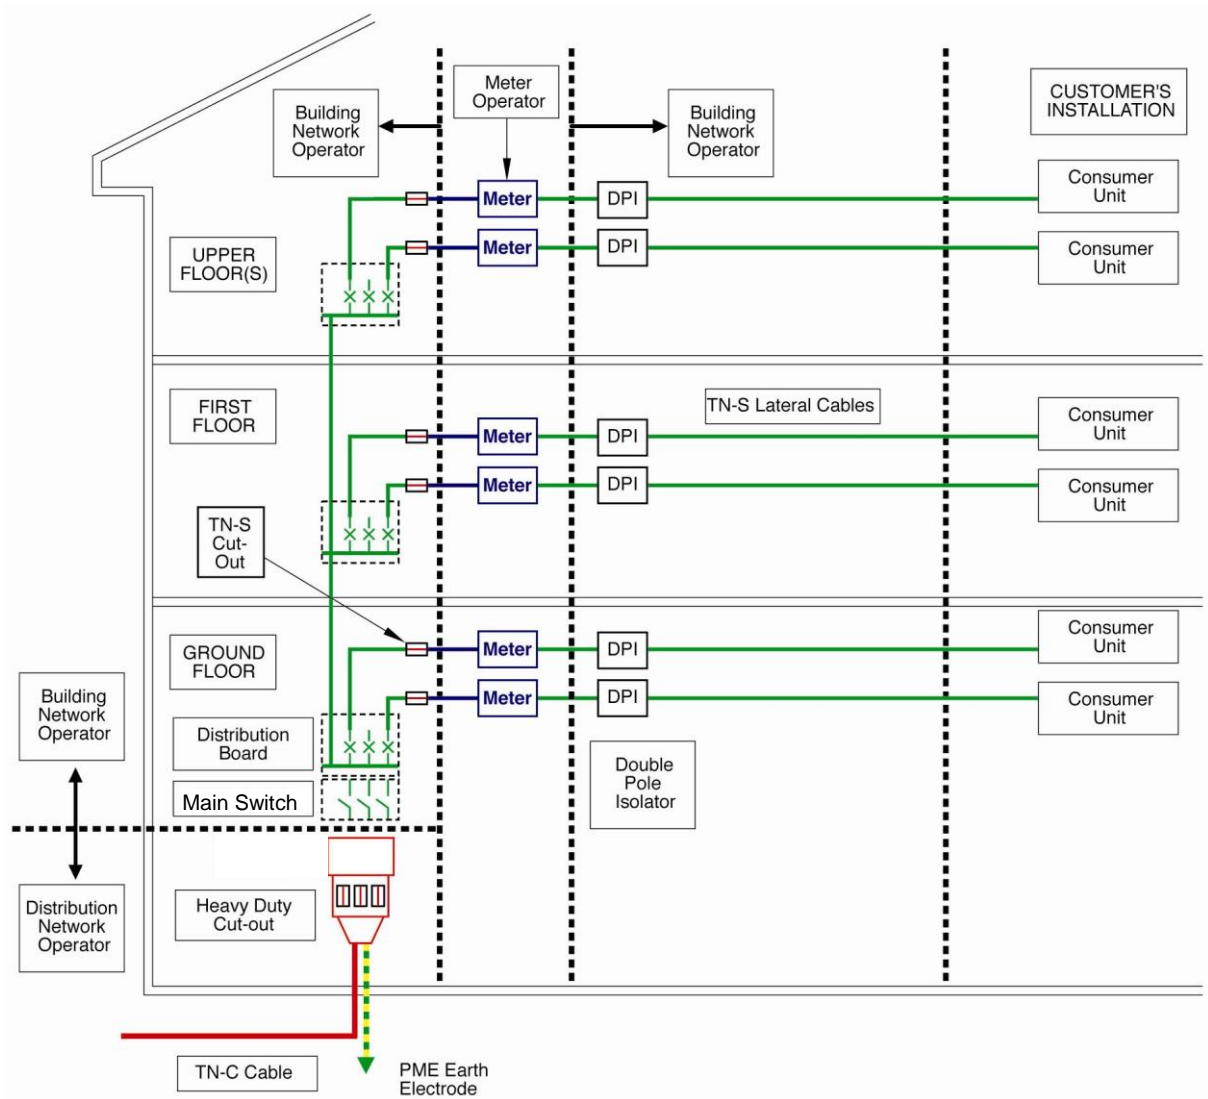 Meter
Operator
CUSTOMER'S
INSTALLATION
Building
Network
Operator
Building
Network
Operator
Meter
DPI
Consumer
Unit
UPPER
FLOOR(S)
Meter
DPI
Consumer
Unit
FIRST
FLOOR
TN-S Lateral Cables
Meter
DPI
Consumer
Unit
Meter
DPI
Consumer
Unit
TN-S
Cut-
Out
GROUND
FLOOR
Meter
DPI
Consumer
Unit
Building
Network
Operator
Meter
DPI
Consumer
Unit
Distribution
Board
Double
Pole
Isolator
Main Switch
Distribution
Network
Operator
Heavy Duty
Cut-out
TN-C Cable
PME Earth
Electrode